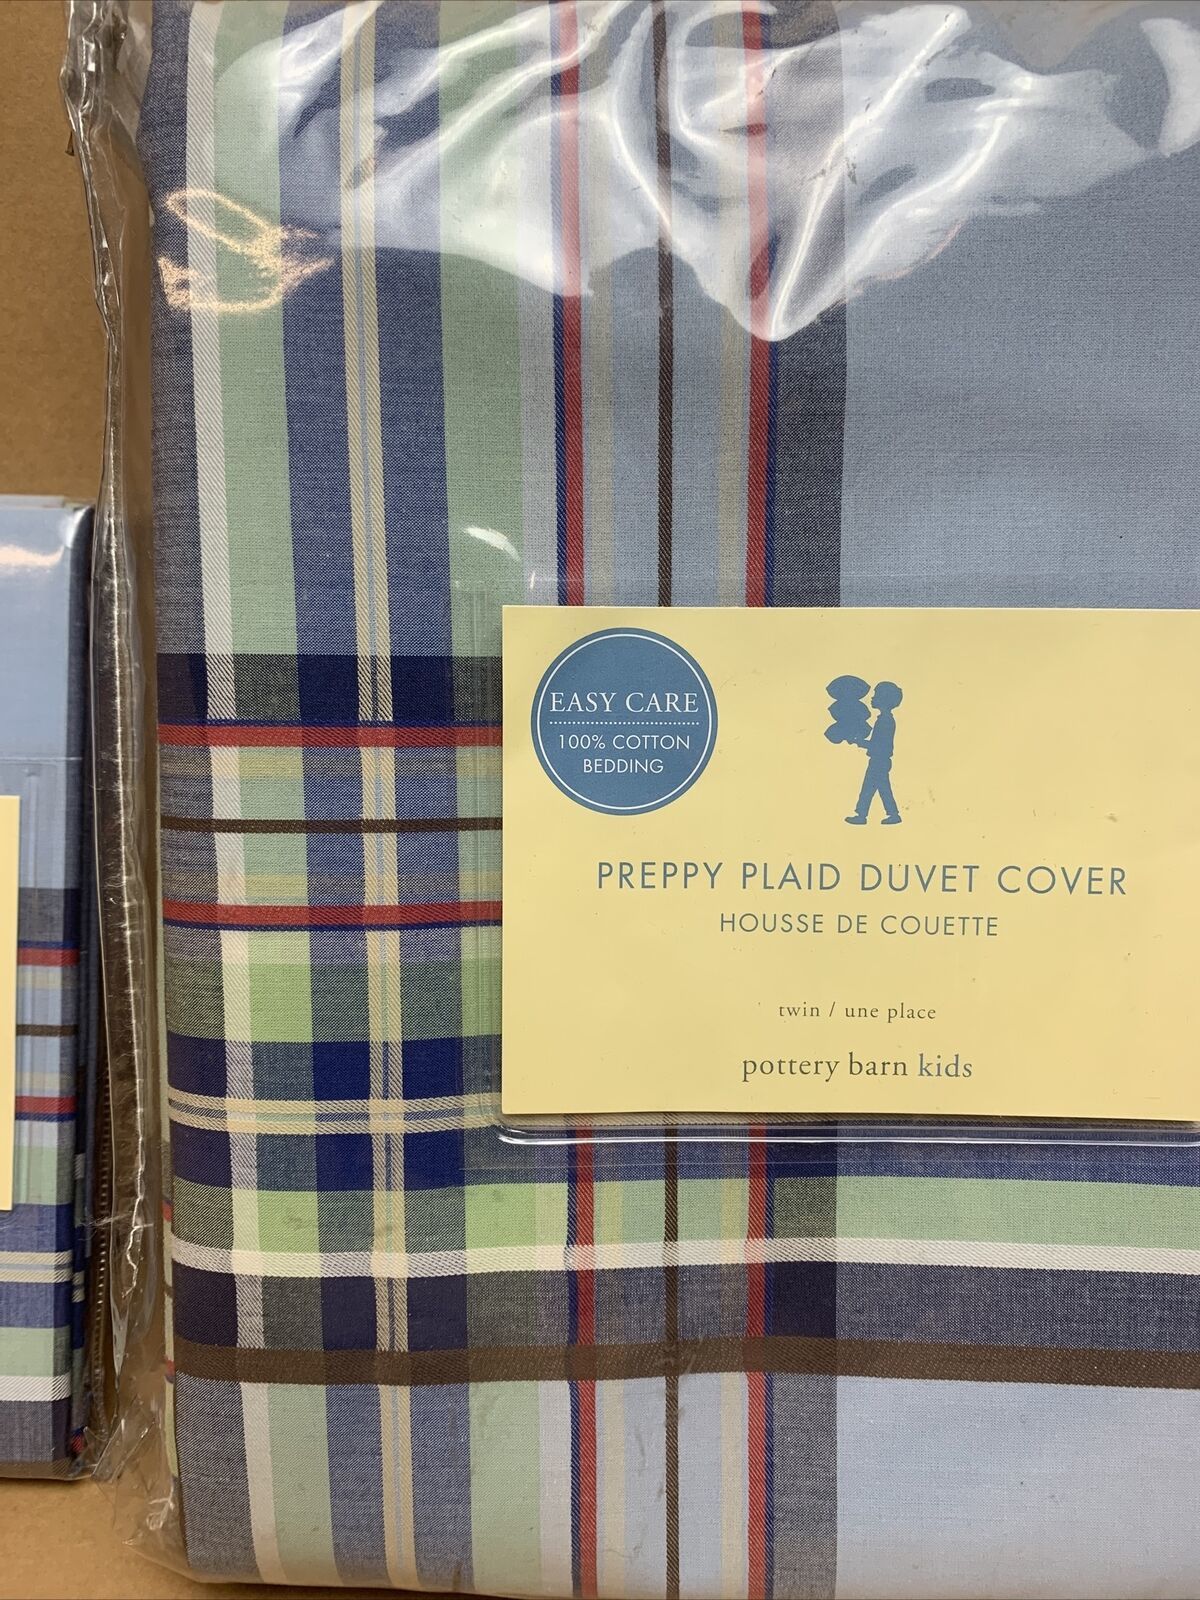 EASY CARE
100% COTTON
BEDDING
PREPPY PLAID DUVET COVER
HOUSSE DE COUETTE
twin / une place
pottery barn kids